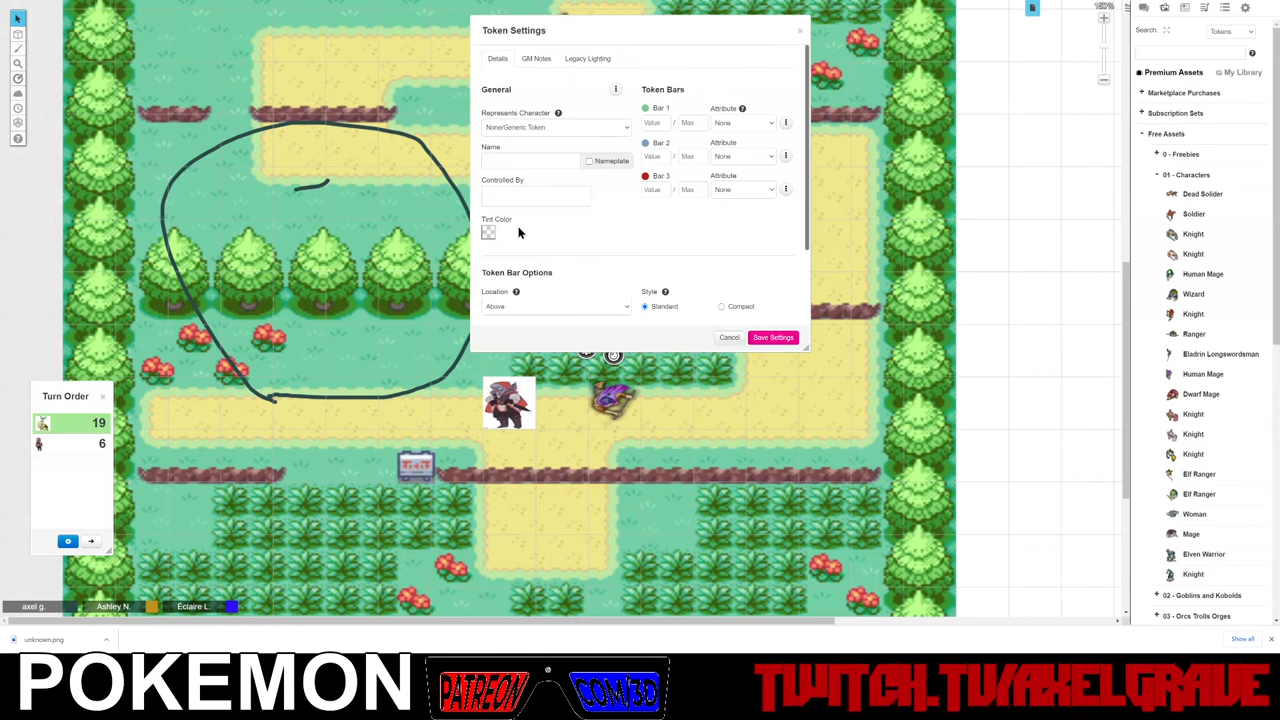 Token Settings
×
Details
GM Notes
Legacy Lighting
General
Represents Character ?
None/Generic Token
Name
Nameplate
Controlled By
Tint Color
Token Bars
Bar 1
Attribute ?
Value / Max
None
Bar 2
Attribute
Value / Max
None
Bar 3
Attribute
Value / Max
None
Token Bar Options
Location ?
Above
Style ?
Standard
Compact
Cancel
Save Settings
Search:
Tokens
Premium Assets
My Library
Marketplace Purchases
Subscription Sets
Free Assets
0 - Freebies
01 - Characters
Dead Solider
Soldier
Knight
Knight
Human Mage
Wizard
Knight
Ranger
Eladrin Longswordsman
Human Mage
Dwarf Mage
Knight
Knight
Knight
Elf Ranger
Elf Ranger
Woman
Mage
Elven Warrior
Knight
02 - Goblins and Kobolds
03 - Orcs Trolls Orges
Turn Order
×
19
6
axel g.
Ashley N.
Éclaire L.
unknown.png
Show all
POKEMON
PATREON
COM/3D
TWITCH.TV/AXELGRAVE